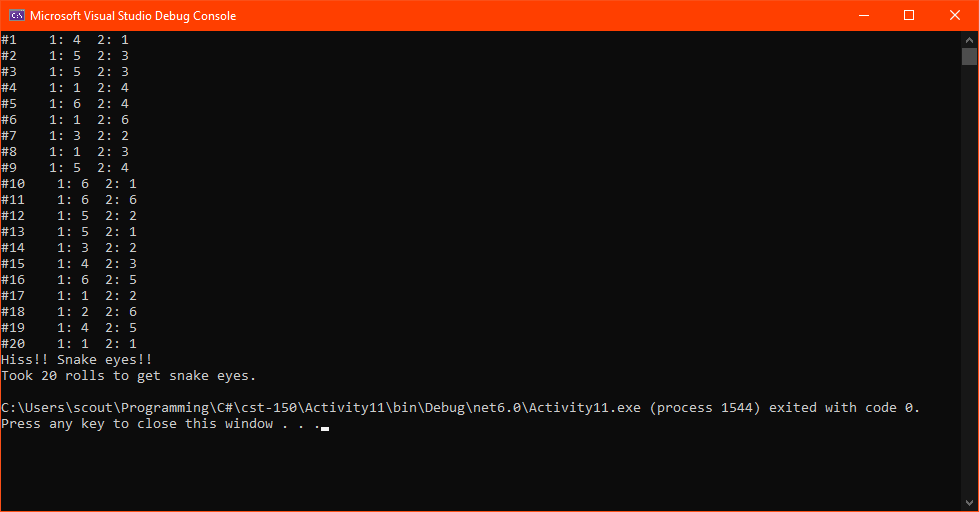 Microsoft Visual Studio Debug Console
#1    1: 4  2: 1
#2    1: 5  2: 3
#3    1: 5  2: 3
#4    1: 1  2: 4
#5    1: 6  2: 4
#6    1: 1  2: 6
#7    1: 3  2: 2
#8    1: 1  2: 3
#9    1: 5  2: 4
#10    1: 6  2: 1
#11    1: 6  2: 6
#12    1: 5  2: 2
#13    1: 5  2: 1
#14    1: 3  2: 2
#15    1: 4  2: 3
#16    1: 6  2: 5
#17    1: 1  2: 2
#18    1: 2  2: 6
#19    1: 4  2: 5
#20    1: 1  2: 1
Hiss!! Snake eyes!!
Took 20 rolls to get snake eyes.
C:\Users\scout\Programming\C#\cst-150\Activity11\bin\Debug\net6.0\Activity11.exe (process 1544) exited with code 0.
Press any key to close this window . . .